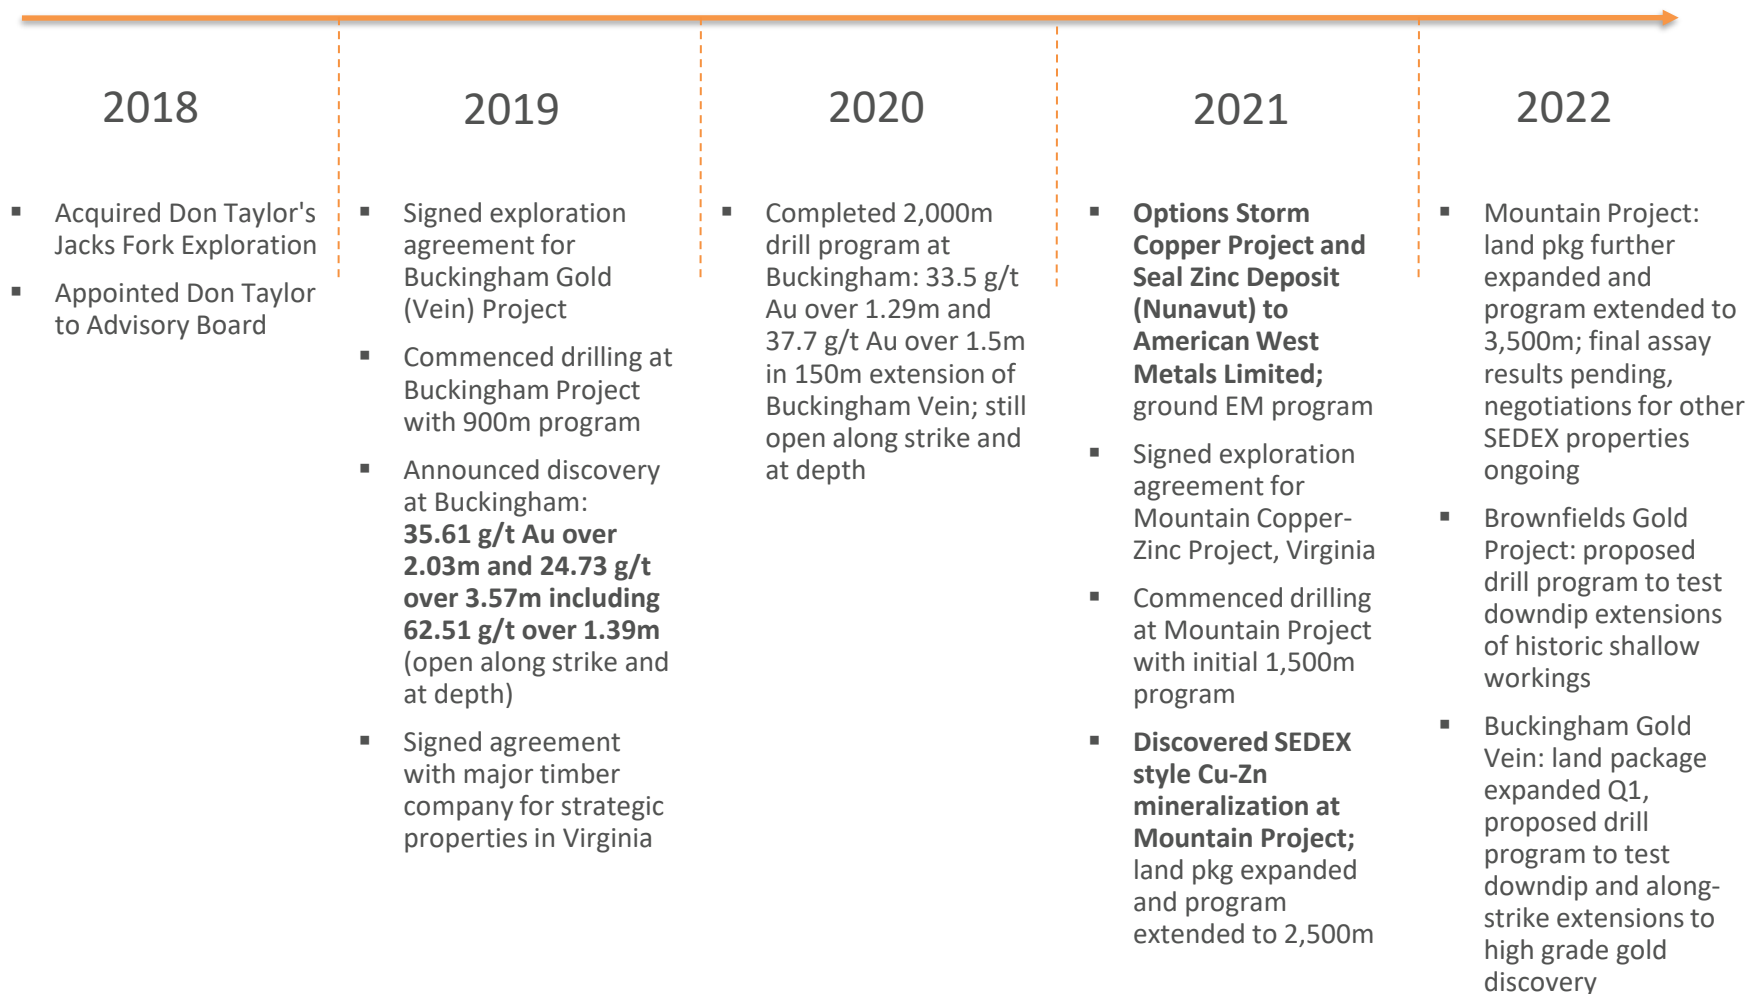 2018
▪ Acquired Don Taylor's
Jacks Fork Exploration
▪ Appointed Don Taylor
to Advisory Board
2019
▪ Signed exploration
agreement for
Buckingham Gold
(Vein) Project
▪ Commenced drilling at
Buckingham Project
with 900m program
▪ Announced discovery
at Buckingham:
35.61 g/t Au over
2.03m and 24.73 g/t
over 3.57m including
62.51 g/t over 1.39m
(open along strike and
at depth)
▪ Signed agreement
with major timber
company for strategic
properties in Virginia
2020
▪ Completed 2,000m
drill program at
Buckingham: 33.5 g/t
Au over 1.29m and
37.7 g/t Au over 1.5m
in 150m extension of
Buckingham Vein; still
open along strike and
at depth
2021
▪ Options Storm
Copper Project and
Seal Zinc Deposit
(Nunavut) to
American West
Metals Limited;
ground EM program
▪ Signed exploration
agreement for
Mountain Copper-
Zinc Project, Virginia
▪ Commenced drilling
at Mountain Project
with initial 1,500m
program
▪ Discovered SEDEX
style Cu-Zn
mineralization at
Mountain Project;
land pkg expanded
and program
extended to 2,500m
2022
▪ Mountain Project:
land pkg further
expanded and
program extended to
3,500m; final assay
results pending,
negotiations for other
SEDEX properties
ongoing
▪ Brownfields Gold
Project: proposed
drill program to test
downdip extensions
of historic shallow
workings
▪ Buckingham Gold
Vein: land package
expanded Q1,
proposed drill
program to test
downdip and along-
strike extensions to
high grade gold
discovery